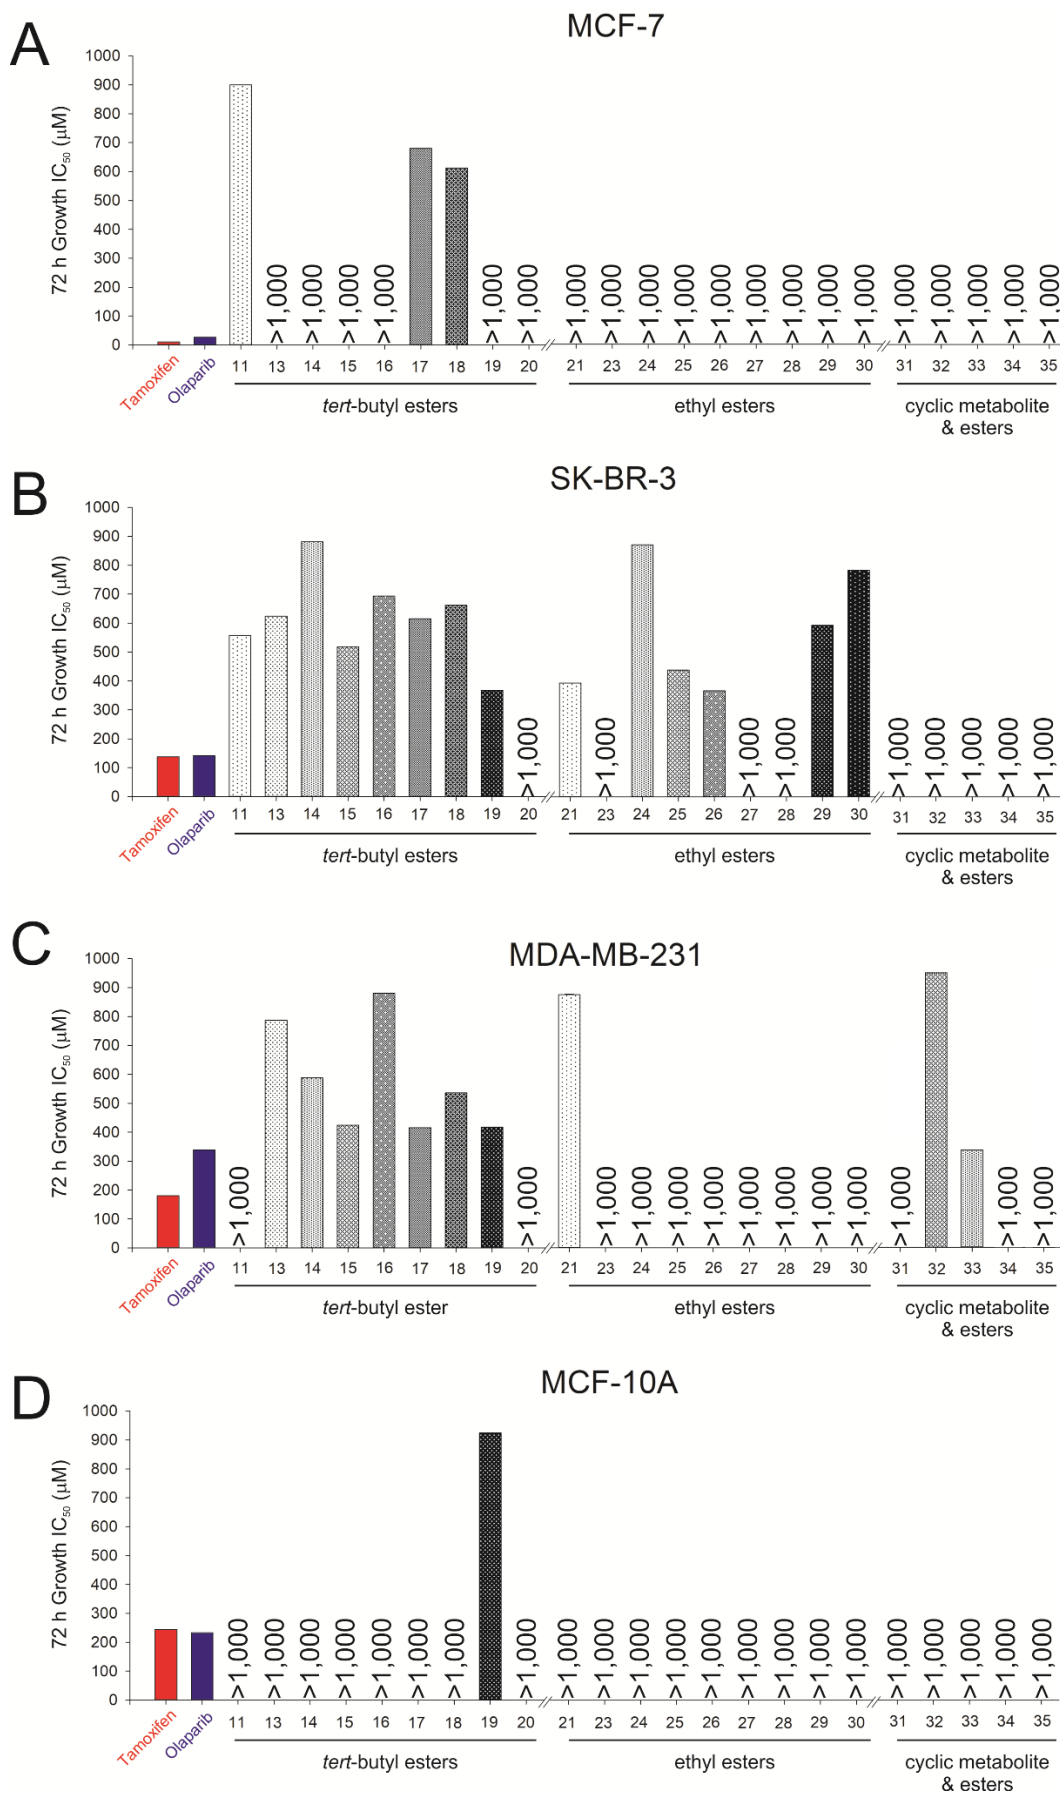 A
MCF-7
72 h Growth IC50 (µM)
1000
900
800
700
600
500
400
300
200
100
0
>1,000 >1,000 >1,000 >1,000 >1,000 >1,000 >1,000 >1,000 >1,000 >1,000 >1,000 >1,000 >1,000 >1,000 >1,000 >1,000 >1,000 >1,000 >1,000
Tamoxifen Olaparib 11 13 14 15 16 17 18 19 20 21 23 24 25 26 27 28 29 30 31 32 33 34 35
tert-butyl esters ethyl esters cyclic metabolite
& esters
B
SK-BR-3
72 h Growth IC50 (µM)
1000
900
800
700
600
500
400
300
200
100
0
>1,000 >1,000 >1,000 >1,000 >1,000 >1,000 >1,000 >1,000 >1,000
Tamoxifen Olaparib 11 13 14 15 16 17 18 19 20 21 23 24 25 26 27 28 29 30 31 32 33 34 35
tert-butyl esters ethyl esters cyclic metabolite
& esters
C
MDA-MB-231
72 h Growth IC50 (µM)
1000
900
800
700
600
500
400
300
200
100
0
>1,000 >1,000 >1,000 >1,000 >1,000 >1,000 >1,000 >1,000 >1,000 >1,000 >1,000 >1,000 >1,000
Tamoxifen Olaparib 11 13 14 15 16 17 18 19 20 21 23 24 25 26 27 28 29 30 31 32 33 34 35
tert-butyl ester ethyl esters cyclic metabolite
& esters
D
MCF-10A
72 h Growth IC50 (µM)
1000
900
800
700
600
500
400
300
200
100
0
>1,000 >1,000 >1,000 >1,000 >1,000 >1,000 >1,000 >1,000 >1,000 >1,000 >1,000 >1,000 >1,000 >1,000 >1,000 >1,000 >1,000 >1,000 >1,000 >1,000 >1,000 >1,000
Tamoxifen Olaparib 11 13 14 15 16 17 18 19 20 21 23 24 25 26 27 28 29 30 31 32 33 34 35
tert-butyl esters ethyl esters cyclic metabolite
& esters